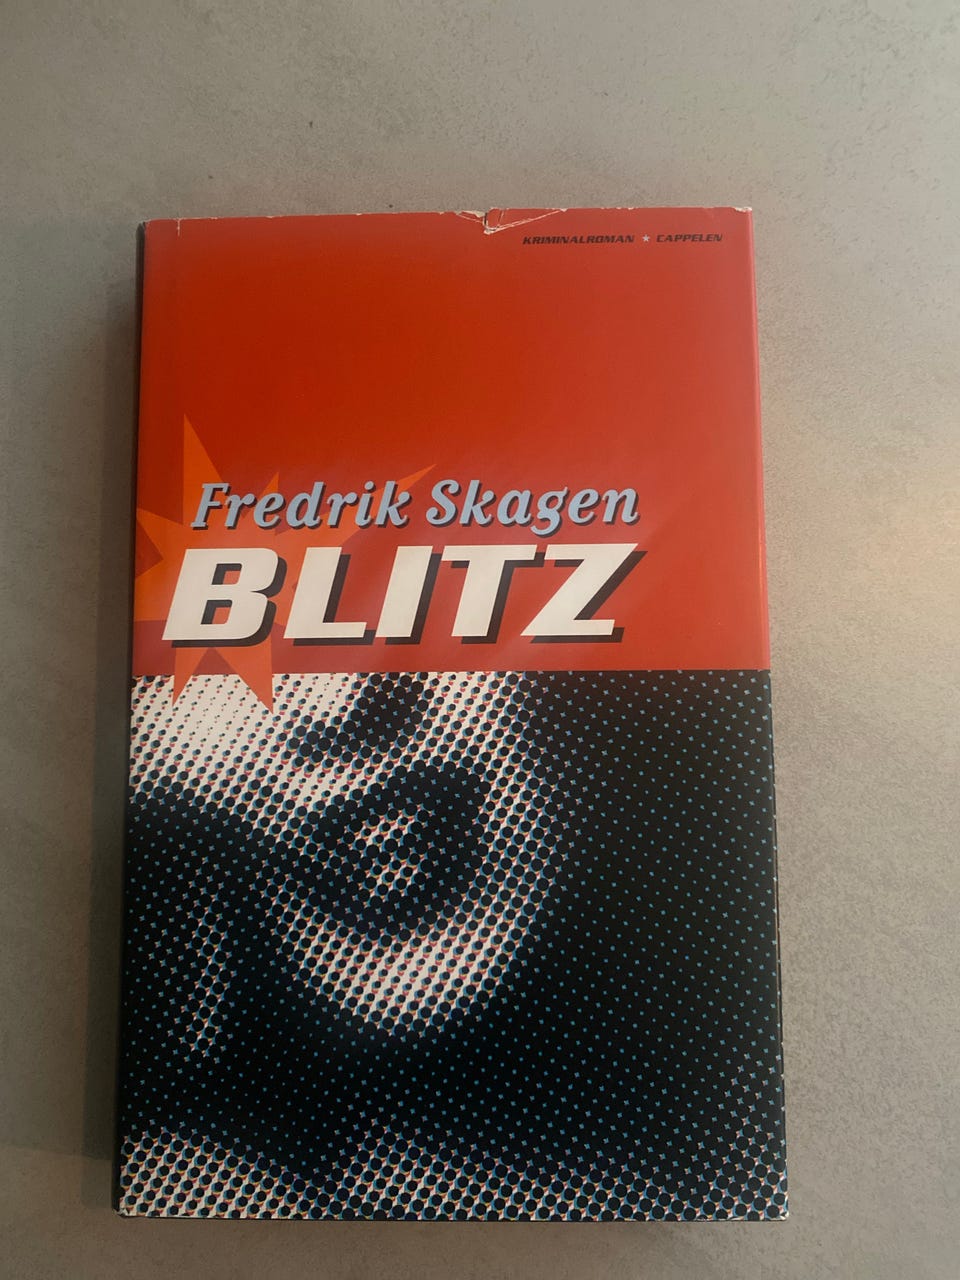 KRIMINALROMAN ★ CAPPELEN
Fredrik Skagen
BLITZ